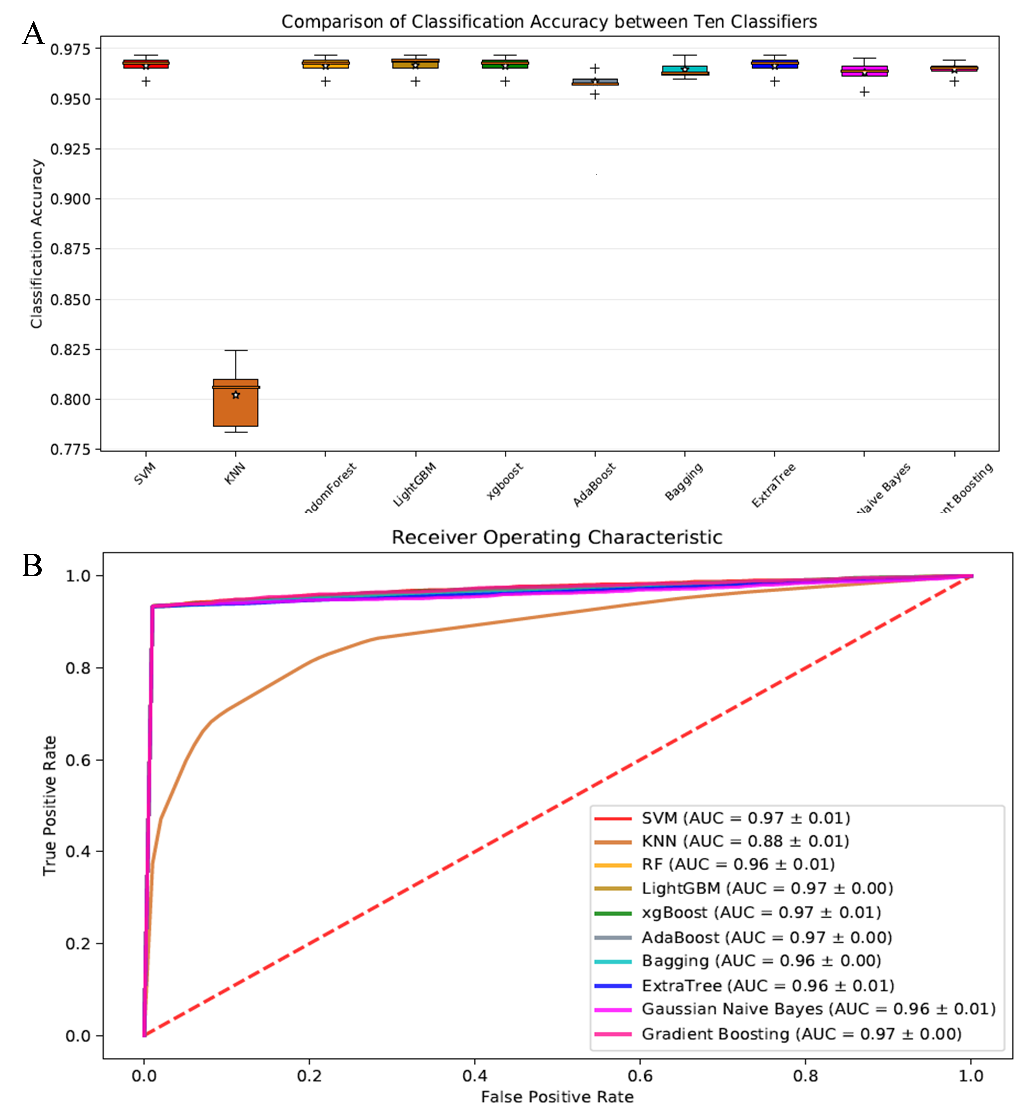 A
Comparison of Classification Accuracy between Ten Classifiers
Classification Accuracy
0.975
0.950
0.925
0.900
0.875
0.850
0.825
0.800
0.775
SVM
KNN
ndomForest
LightGBM
xgboost
AdaBoost
Bagging
ExtraTree
Naive Bayes
nt Boosting
B
Receiver Operating Characteristic
True Positive Rate
1.0
0.8
0.6
0.4
0.2
0.0
SVM (AUC = 0.97 ± 0.01)
KNN (AUC = 0.88 ± 0.01)
RF (AUC = 0.96 ± 0.01)
LightGBM (AUC = 0.97 ± 0.00)
xgBoost (AUC = 0.97 ± 0.01)
AdaBoost (AUC = 0.97 ± 0.00)
Bagging (AUC = 0.96 ± 0.00)
ExtraTree (AUC = 0.96 ± 0.01)
Gaussian Naive Bayes (AUC = 0.96 ± 0.01)
Gradient Boosting (AUC = 0.97 ± 0.00)
0.0 0.2 0.4 0.6 0.8 1.0
False Positive Rate